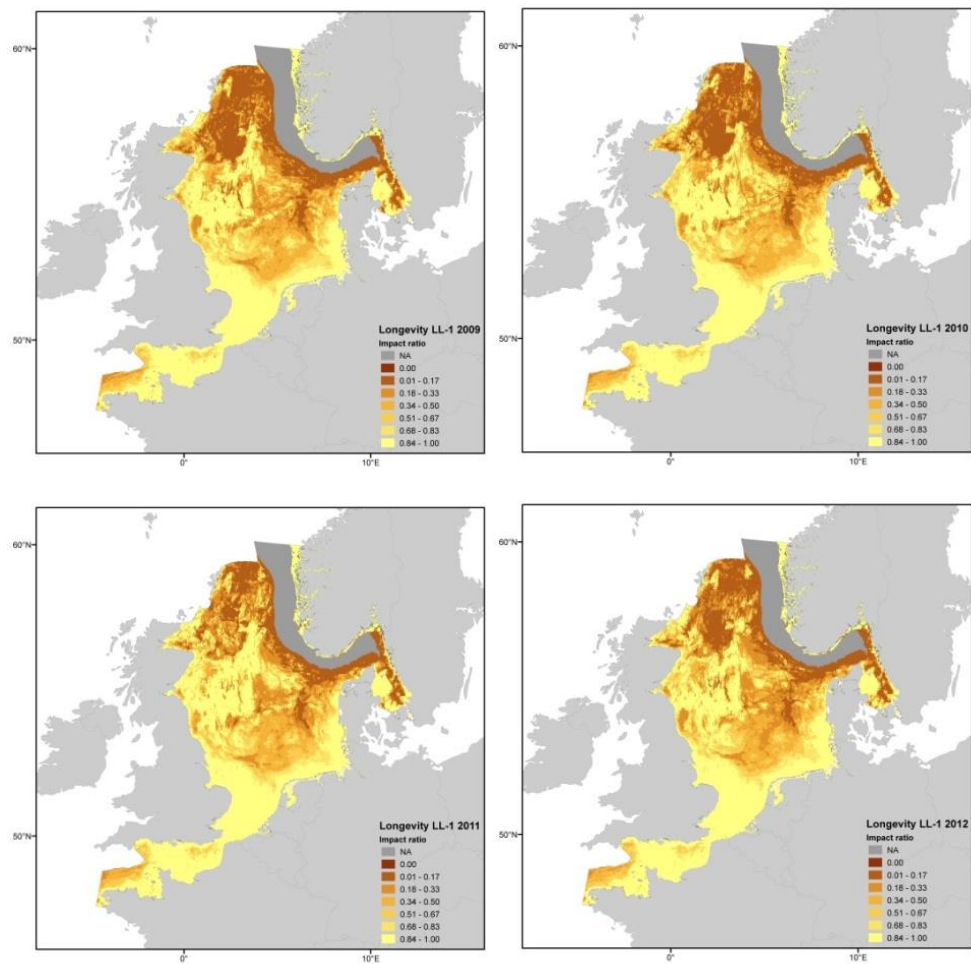 60°N
50°N
0°
10°E
Longevity LL-1 2009
Impact ratio
NA
0.00
0.01 - 0.17
0.18 - 0.33
0.34 - 0.50
0.51 - 0.67
0.68 - 0.83
0.84 - 1.00
60°N
50°N
0°
10°E
Longevity LL-1 2010
Impact ratio
NA
0.00
0.01 - 0.17
0.18 - 0.33
0.34 - 0.50
0.51 - 0.67
0.68 - 0.83
0.84 - 1.00
60°N
50°N
0°
10°E
Longevity LL-1 2011
Impact ratio
NA
0.00
0.01 - 0.17
0.18 - 0.33
0.34 - 0.50
0.51 - 0.67
0.68 - 0.83
0.84 - 1.00
60°N
50°N
0°
10°E
Longevity LL-1 2012
Impact ratio
NA
0.00
0.01 - 0.17
0.18 - 0.33
0.34 - 0.50
0.51 - 0.67
0.68 - 0.83
0.84 - 1.00